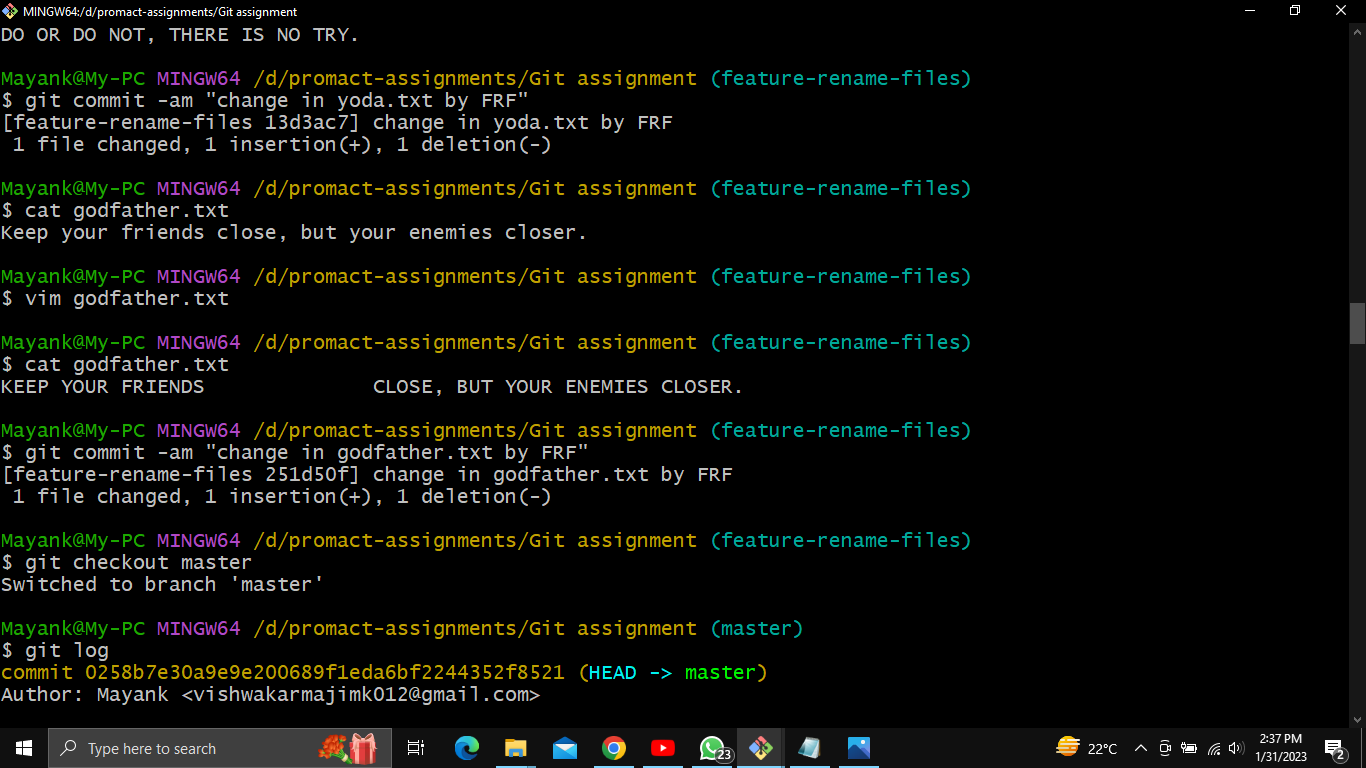 MINGW64:/d/promact-assignments/Git assignment
DO OR DO NOT, THERE IS NO TRY.
Mayank@My-PC MINGW64 /d/promact-assignments/Git assignment (feature-rename-files)
$ git commit -am "change in yoda.txt by FRF"
[feature-rename-files 13d3ac7] change in yoda.txt by FRF
 1 file changed, 1 insertion(+), 1 deletion(-)
Mayank@My-PC MINGW64 /d/promact-assignments/Git assignment (feature-rename-files)
$ cat godfather.txt
Keep your friends close, but your enemies closer.
Mayank@My-PC MINGW64 /d/promact-assignments/Git assignment (feature-rename-files)
$ vim godfather.txt
Mayank@My-PC MINGW64 /d/promact-assignments/Git assignment (feature-rename-files)
$ cat godfather.txt
KEEP YOUR FRIENDS              CLOSE, BUT YOUR ENEMIES CLOSER.
Mayank@My-PC MINGW64 /d/promact-assignments/Git assignment (feature-rename-files)
$ git commit -am "change in godfather.txt by FRF"
[feature-rename-files 251d50f] change in godfather.txt by FRF
 1 file changed, 1 insertion(+), 1 deletion(-)
Mayank@My-PC MINGW64 /d/promact-assignments/Git assignment (feature-rename-files)
$ git checkout master
Switched to branch 'master'
Mayank@My-PC MINGW64 /d/promact-assignments/Git assignment (master)
$ git log
commit 0258b7e30a9e9e200689f1eda6bf2244352f8521 (HEAD -> master)
Author: Mayank <vishwakarmajimk012@gmail.com>
Type here to search
23
22°C
2:37 PM
1/31/2023
2